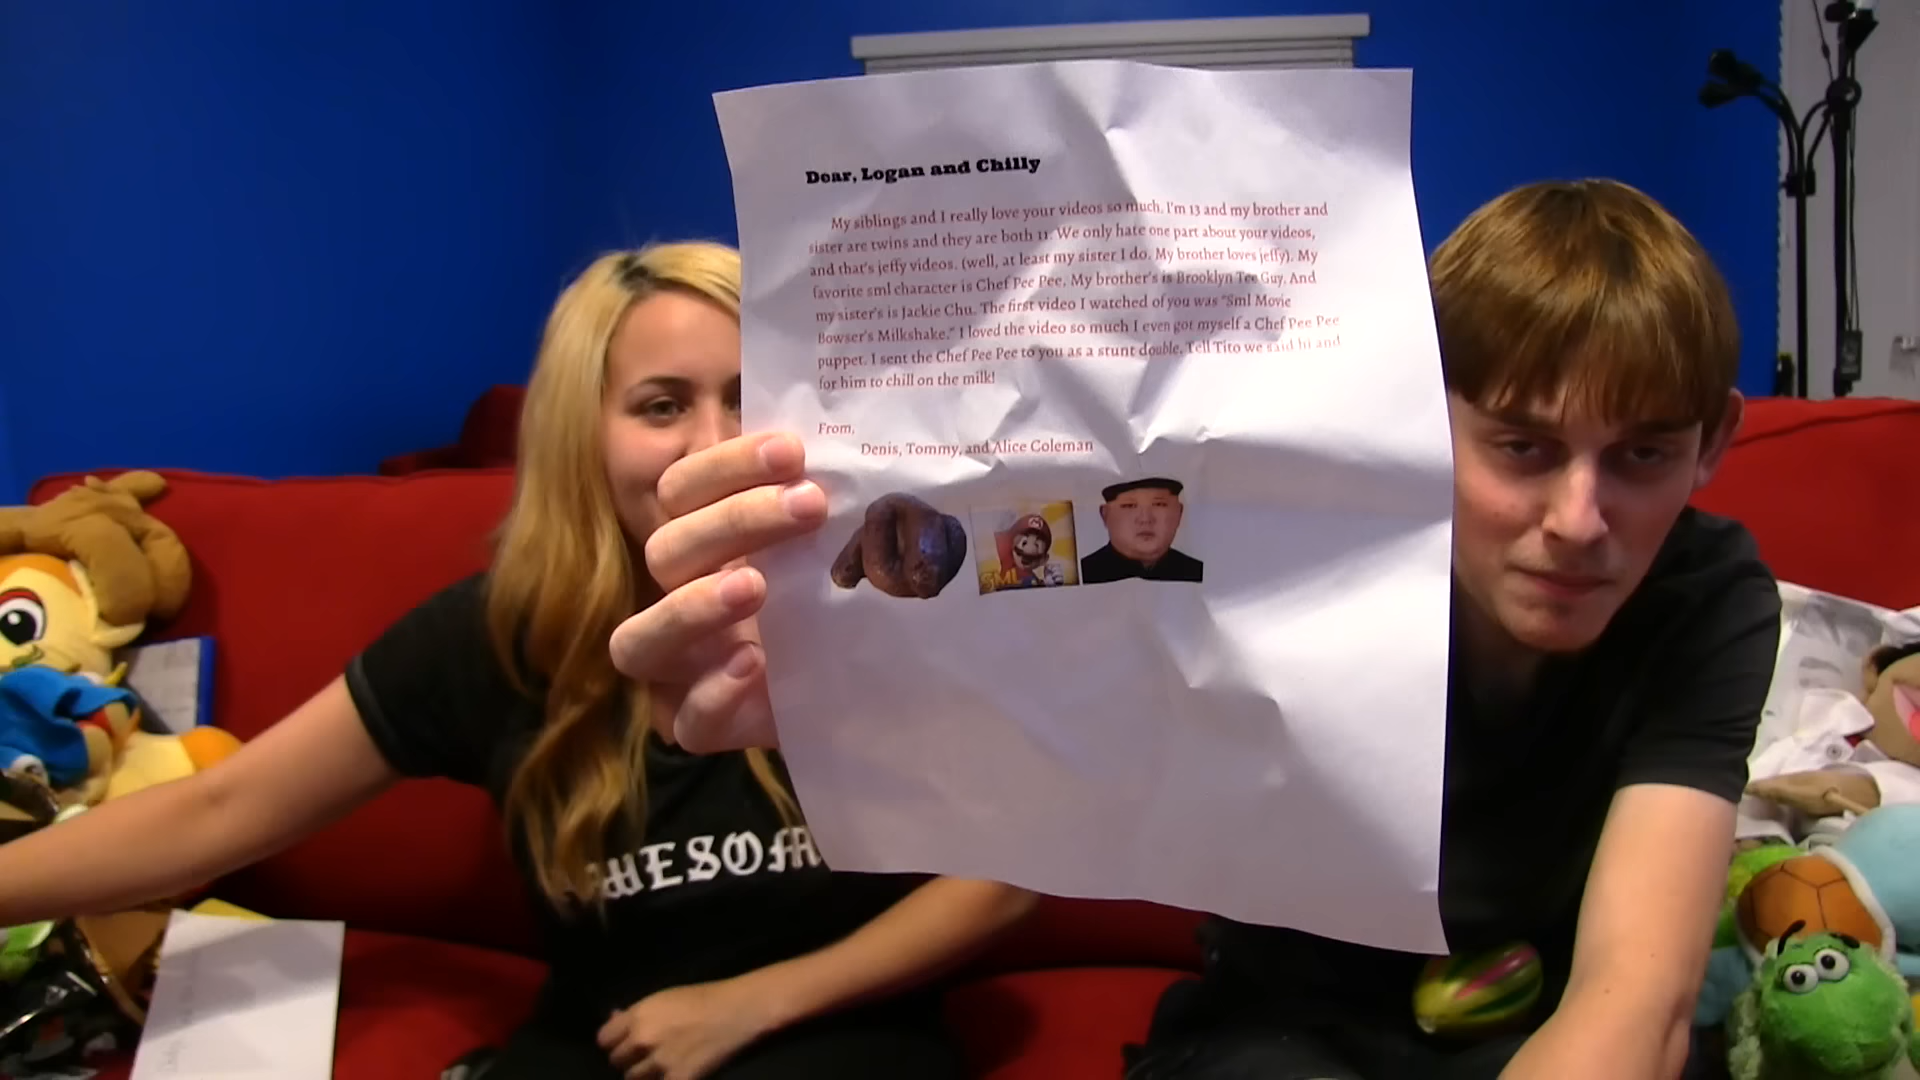 Dear, Logan and Chilly
My siblings and I really love your videos so much. I'm 13 and my brother and
sister are twins and they are both 11. We only hate one part about your videos,
and that's jeffy videos. (well, at least my sister I do. My brother loves jeffy). My
favorite sml character is Chef Pee Pee. My brother's is Brooklyn Tee Guy. And
my sister's is Jackie Chu. The first video I watched of you was "Sml Movie
Bowser's Milkshake." I loved the video so much I even got myself a Chef Pee Pee
puppet. I sent the Chef Pee Pee to you as a stunt double. Tell Tito we said hi and
for him to chill on the milk!
From,
Denis, Tommy, and Alice Coleman
SML
AWESOM